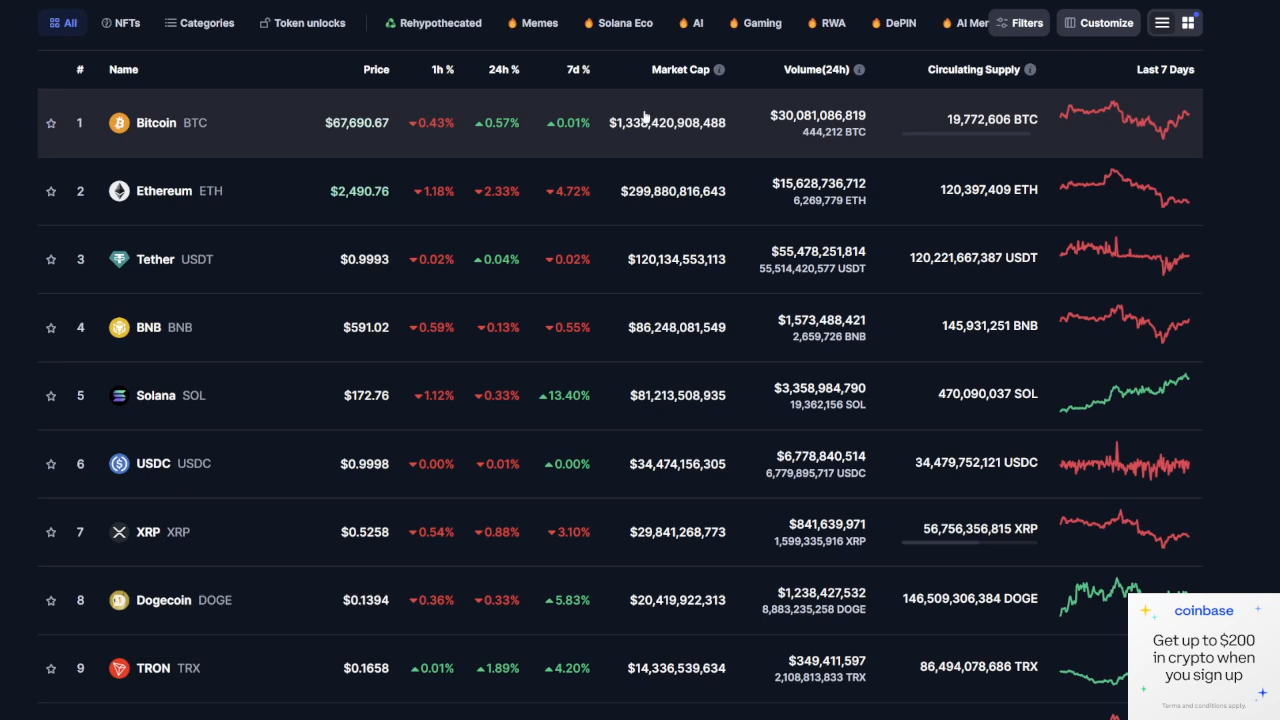 All NFTs Categories Token unlocks Rehypothecated Memes Solana Eco AI Gaming RWA DePIN AI Mer Filters Customize
# Name Price 1h % 24h % 7d % Market Cap Volume(24h) Circulating Supply Last 7 Days
1 Bitcoin BTC $67,690.67 0.43% 0.57% 0.01% $1,338,420,908,488 $30,081,086,819 19,772,606 BTC
444,212 BTC
2 Ethereum ETH $2,490.76 1.18% 2.33% 4.72% $299,880,816,643 $15,628,736,712 120,397,409 ETH
6,269,779 ETH
3 Tether USDT $0.9993 0.02% 0.04% 0.02% $120,134,553,113 $55,478,251,814 120,221,667,387 USDT
55,514,420,577 USDT
4 BNB BNB $591.02 0.59% 0.13% 0.55% $86,248,081,549 $1,573,488,421 145,931,251 BNB
2,659,726 BNB
5 Solana SOL $172.76 1.12% 0.33% 13.40% $81,213,508,935 $3,358,984,790 470,090,037 SOL
19,362,156 SOL
6 USDC USDC $0.9998 0.00% 0.01% 0.00% $34,474,156,305 $6,778,840,514 34,479,752,121 USDC
6,779,895,717 USDC
7 XRP XRP $0.5258 0.54% 0.88% 3.10% $29,841,268,773 $841,639,971 56,756,356,815 XRP
1,599,335,916 XRP
8 Dogecoin DOGE $0.1394 0.36% 0.33% 5.83% $20,419,922,313 $1,238,427,532 146,509,306,384 DOGE
8,883,235,258 DOGE
9 TRON TRX $0.1658 0.01% 1.89% 4.20% $14,336,539,634 $349,411,597 86,494,078,686 TRX
2,108,813,833 TRX
coinbase
Get up to $200
in crypto when
you sign up
Terms and conditions apply.